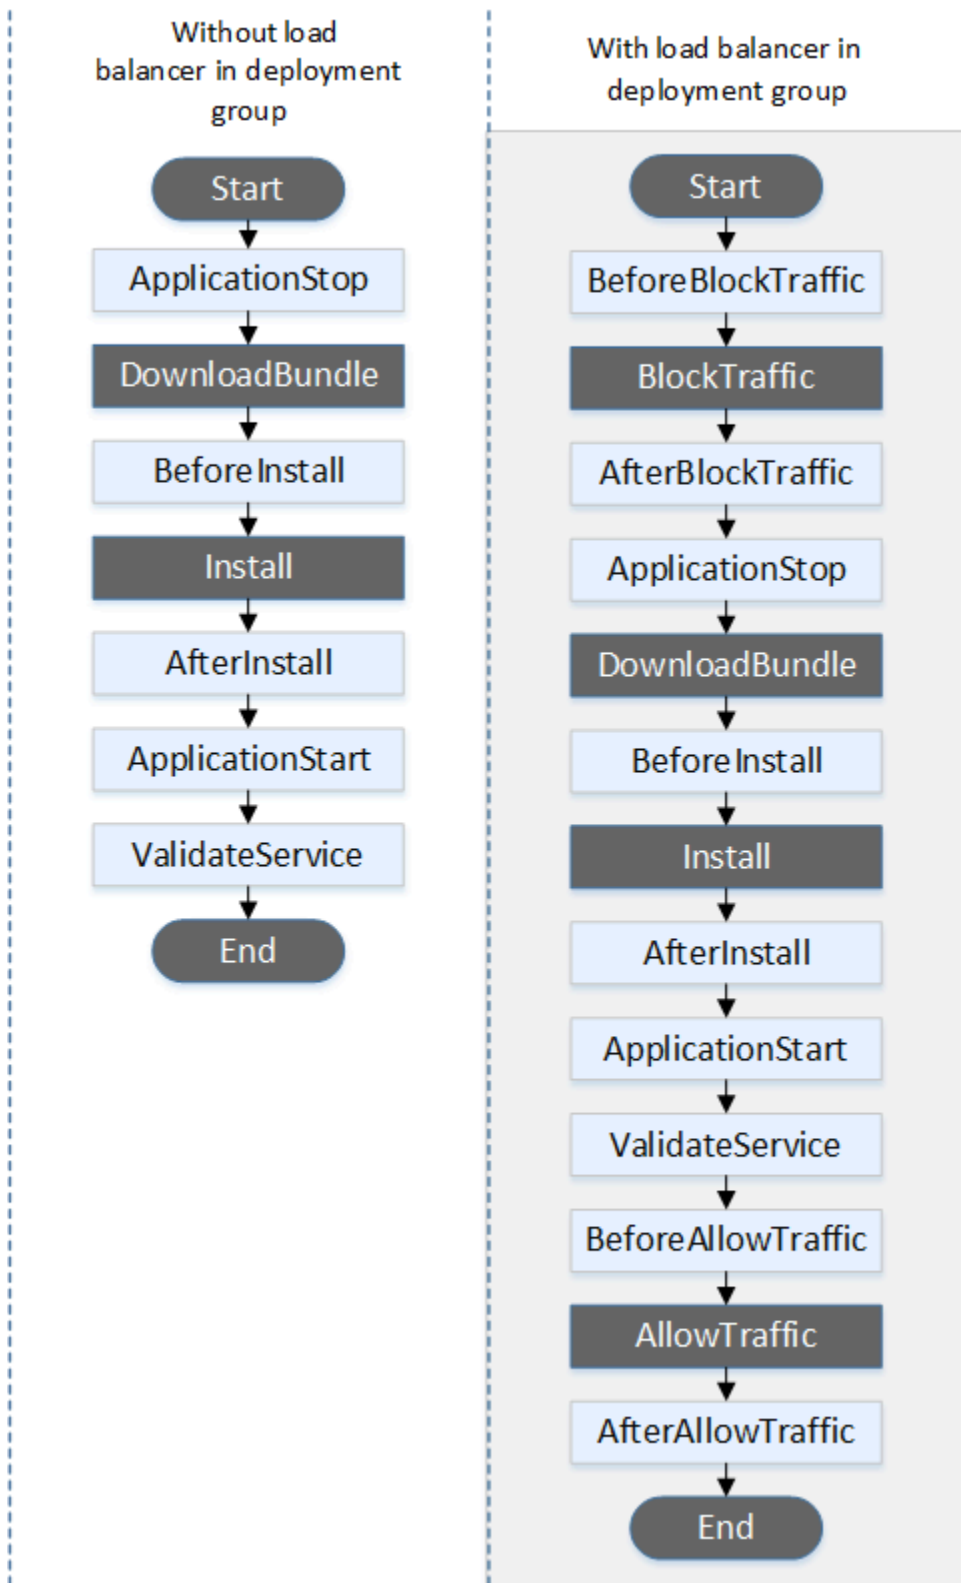 Without load
balancer in deployment
group
Start
ApplicationStop
DownloadBundle
BeforeInstall
Install
AfterInstall
ApplicationStart
ValidateService
End
With load balancer in
deployment group
Start
BeforeBlockTraffic
BlockTraffic
AfterBlockTraffic
ApplicationStop
DownloadBundle
BeforeInstall
Install
AfterInstall
ApplicationStart
ValidateService
BeforeAllowTraffic
AllowTraffic
AfterAllowTraffic
End